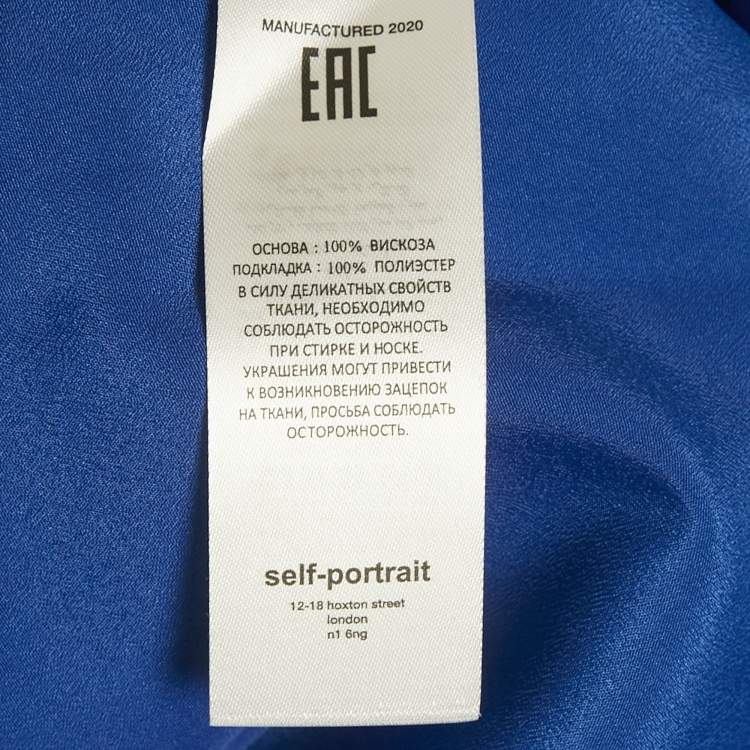 MANUFACTURED 2020
EAC
ОСНОВА : 100% ВИСКОЗА
ПОДКЛАДКА : 100% ПОЛИЭСТЕР
В СИЛУ ДЕЛИКАТНЫХ СВОЙСТВ
ТКАНИ, НЕОБХОДИМО
СОБЛЮДАТЬ ОСТОРОЖНОСТЬ
ПРИ СТИРКЕ И НОСКЕ.
УКРАШЕНИЯ МОГУТ ПРИВЕСТИ
К ВОЗНИКНОВЕНИЮ ЗАЦЕПОК
НА ТКАНИ, ПРОСЬБА СОБЛЮДАТЬ
ОСТОРОЖНОСТЬ.
self-portrait
12-18 hoxton street
london
n1 6ng